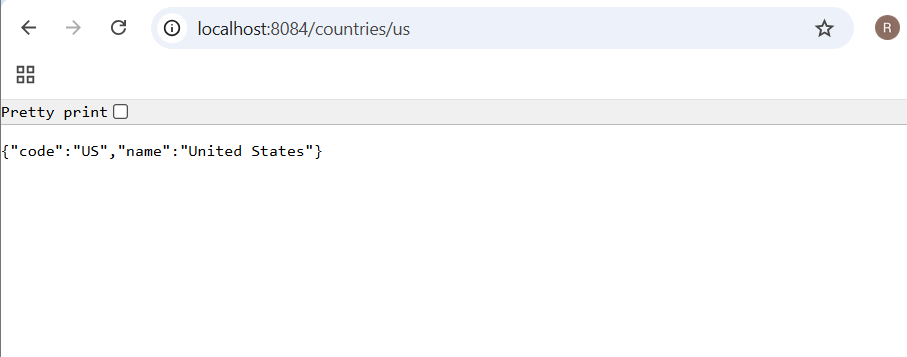 localhost:8084/countries/us
R
Pretty print
{"code":"US","name":"United States"}